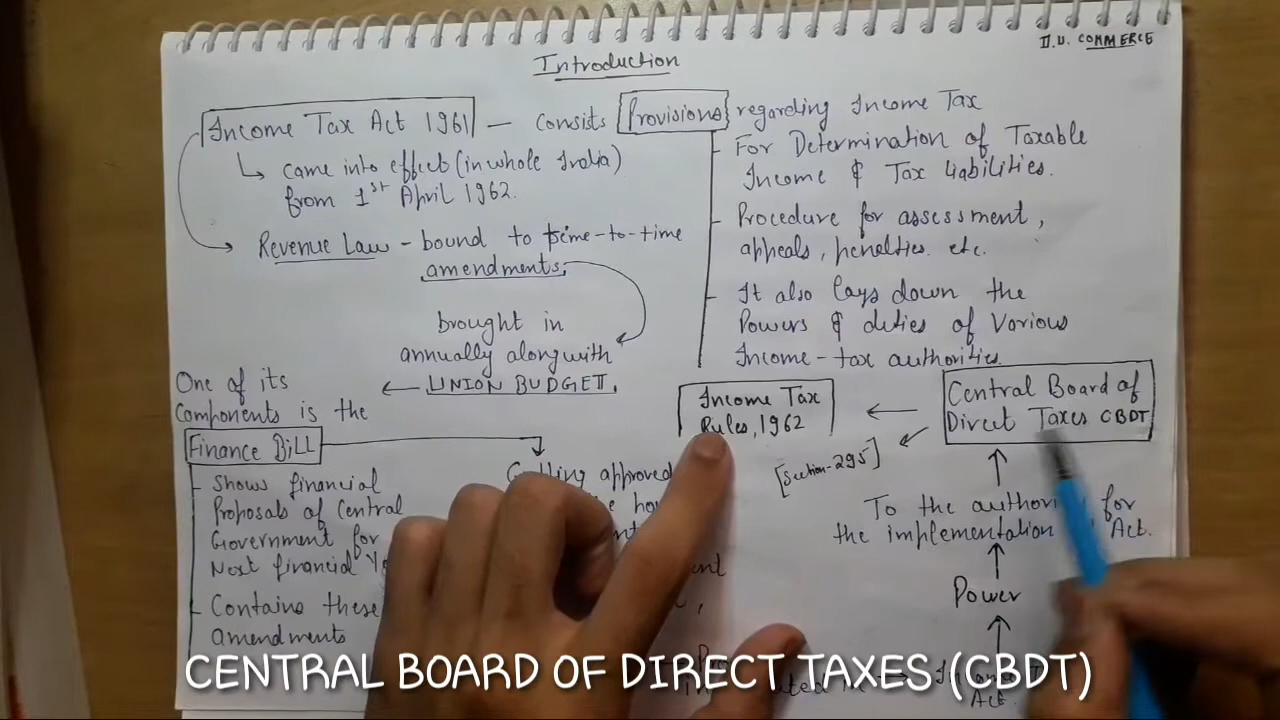 D.U. COMMERCE
Introduction
Income Tax Act 1961 — consists Provisions regarding Income Tax
came into effect (in whole India)
from 1st April 1962.
Revenue Law - bound to time-to-time
amendments.
brought in
annually alongwith
UNION BUDGET.
For Determination of Taxable
Income & Tax liabilities.
Procedure for assessment,
appeals, penalties. etc.
It also lays down the
Powers & duties of Various
Income-tax authorities.
One of its
Components is the
Finance Bill
Shows financial
Proposals of Central
Government for
Next financial
Contains these
amendments
approved
Income Tax
Rules, 1962
Central Board of
Direct Taxes CBDT
[Section-295]
To the for
the implementation Act.
Power
Act.
CENTRAL BOARD OF DIRECT TAXES (CBDT)